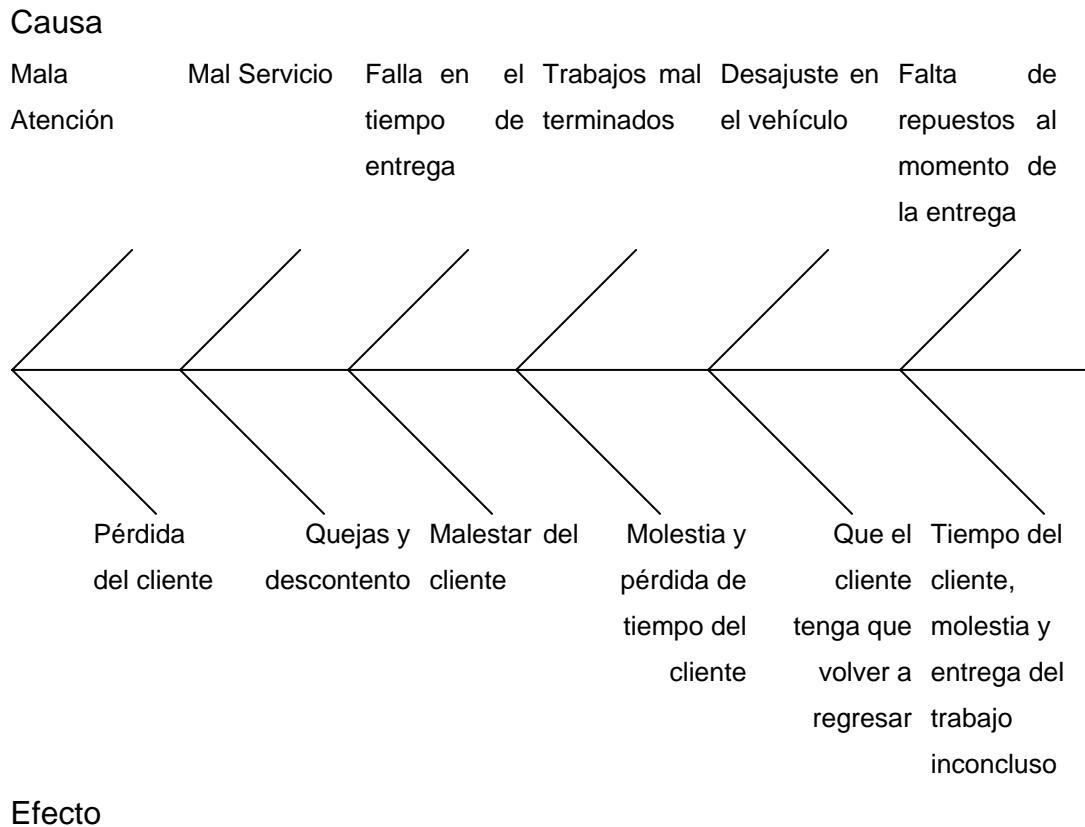 Causa
Mala
Atención
Mal Servicio
Falla en el
tiempo de
entrega
Trabajos mal
terminados
Desajuste en
el vehículo
Falta de
repuestos al
momento de
la entrega
Pérdida
del cliente
Quejas y
descontento
Malestar del
cliente
Molestia y
pérdida de
tiempo del
cliente
Que el
cliente
tenga que
volver a
regresar
Tiempo del
cliente,
molestia y
entrega del
trabajo
inconcluso
Efecto